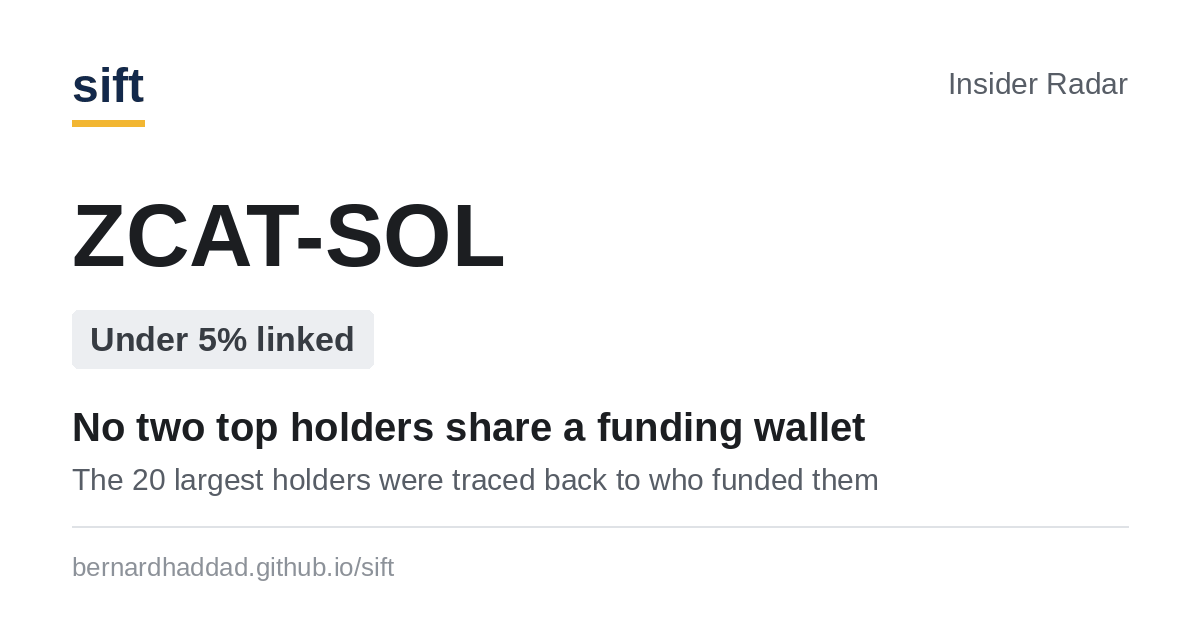 sift
Insider Radar
ZCAT-SOL
Under 5% linked
No two top holders share a funding wallet
The 20 largest holders were traced back to who funded them
bernardhaddad.github.io/sift